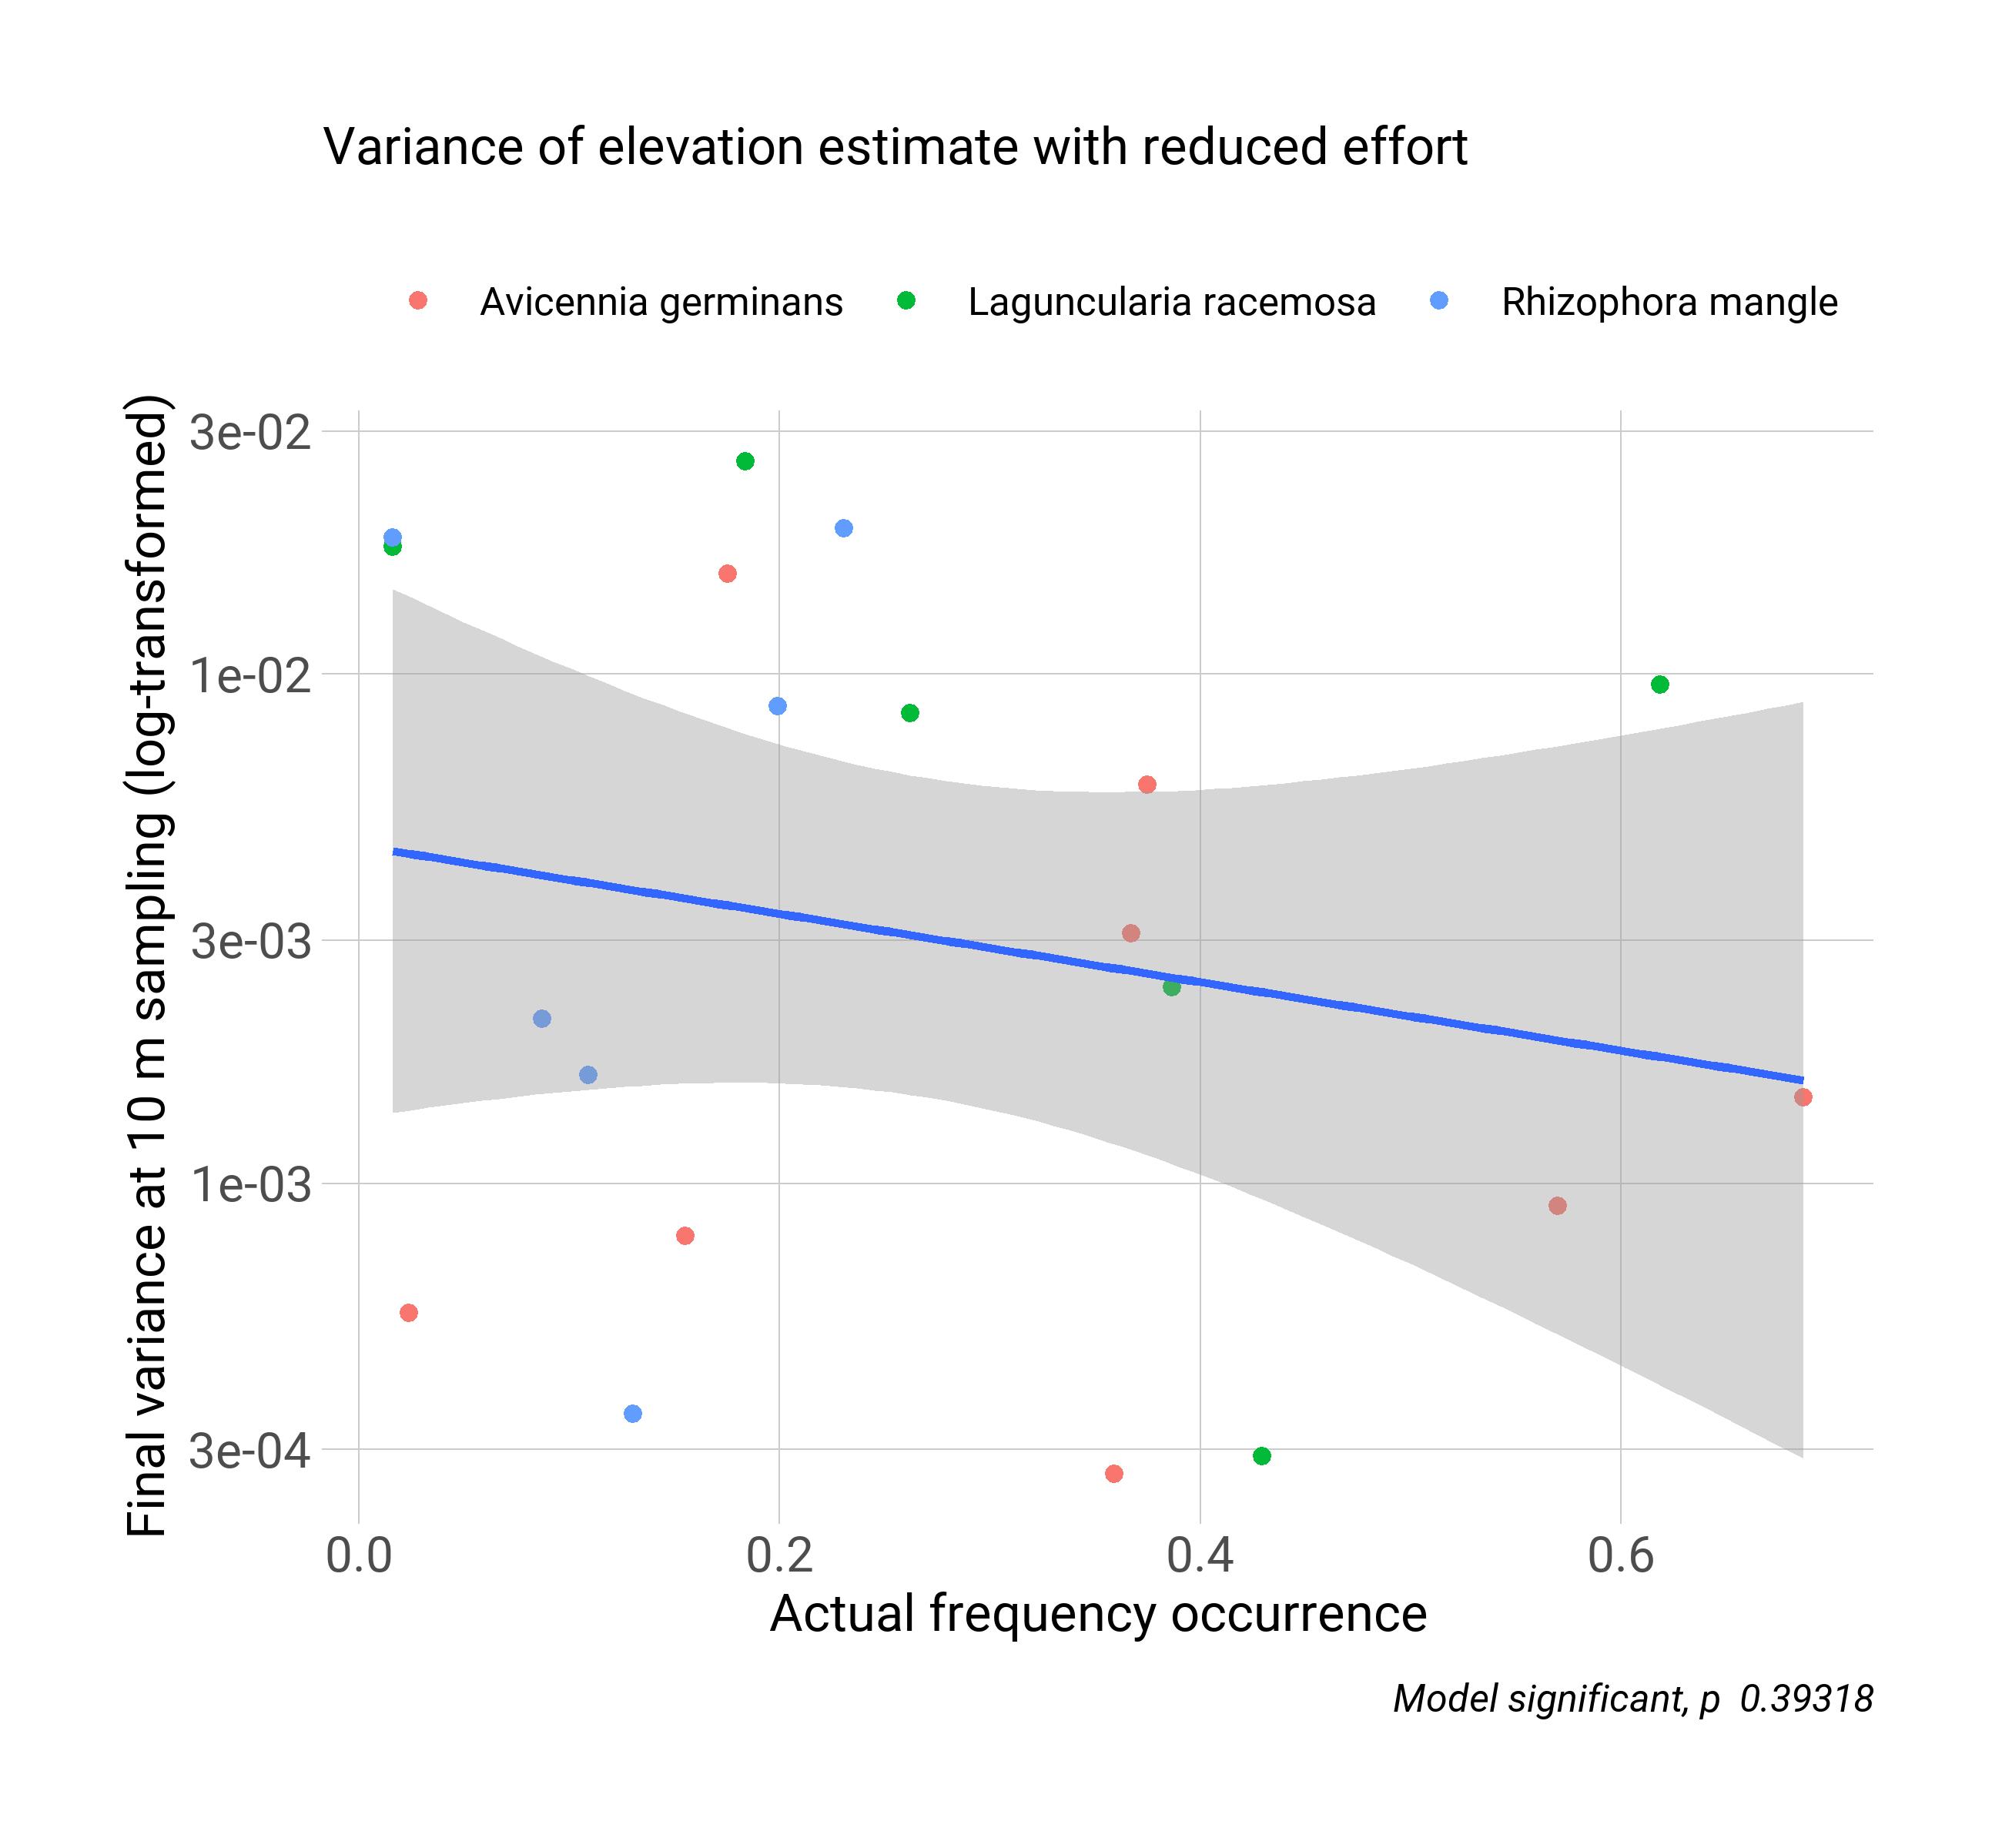 Variance of elevation estimate with reduced effort
Avicennia germinans Laguncularia racemosa Rhizophora mangle
Final variance at 10 m sampling (log-transformed)
3e-02
1e-02
3e-03
1e-03
3e-04
0.0 0.2 0.4 0.6
Actual frequency occurrence
Model significant, p 0.39318